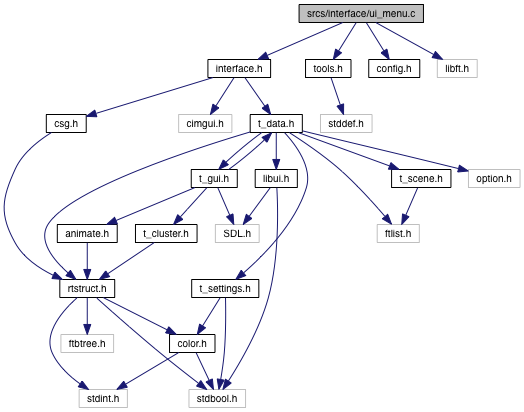 srcs/interface/ui_menu.c
interface.h
tools.h
config.h
libft.h
csg.h
cimgui.h
t_data.h
stddef.h
t_gui.h
libui.h
t_scene.h
option.h
animate.h
t_cluster.h
SDL.h
ftlist.h
rtstruct.h
t_settings.h
ftbtree.h
color.h
stdint.h
stdbool.h